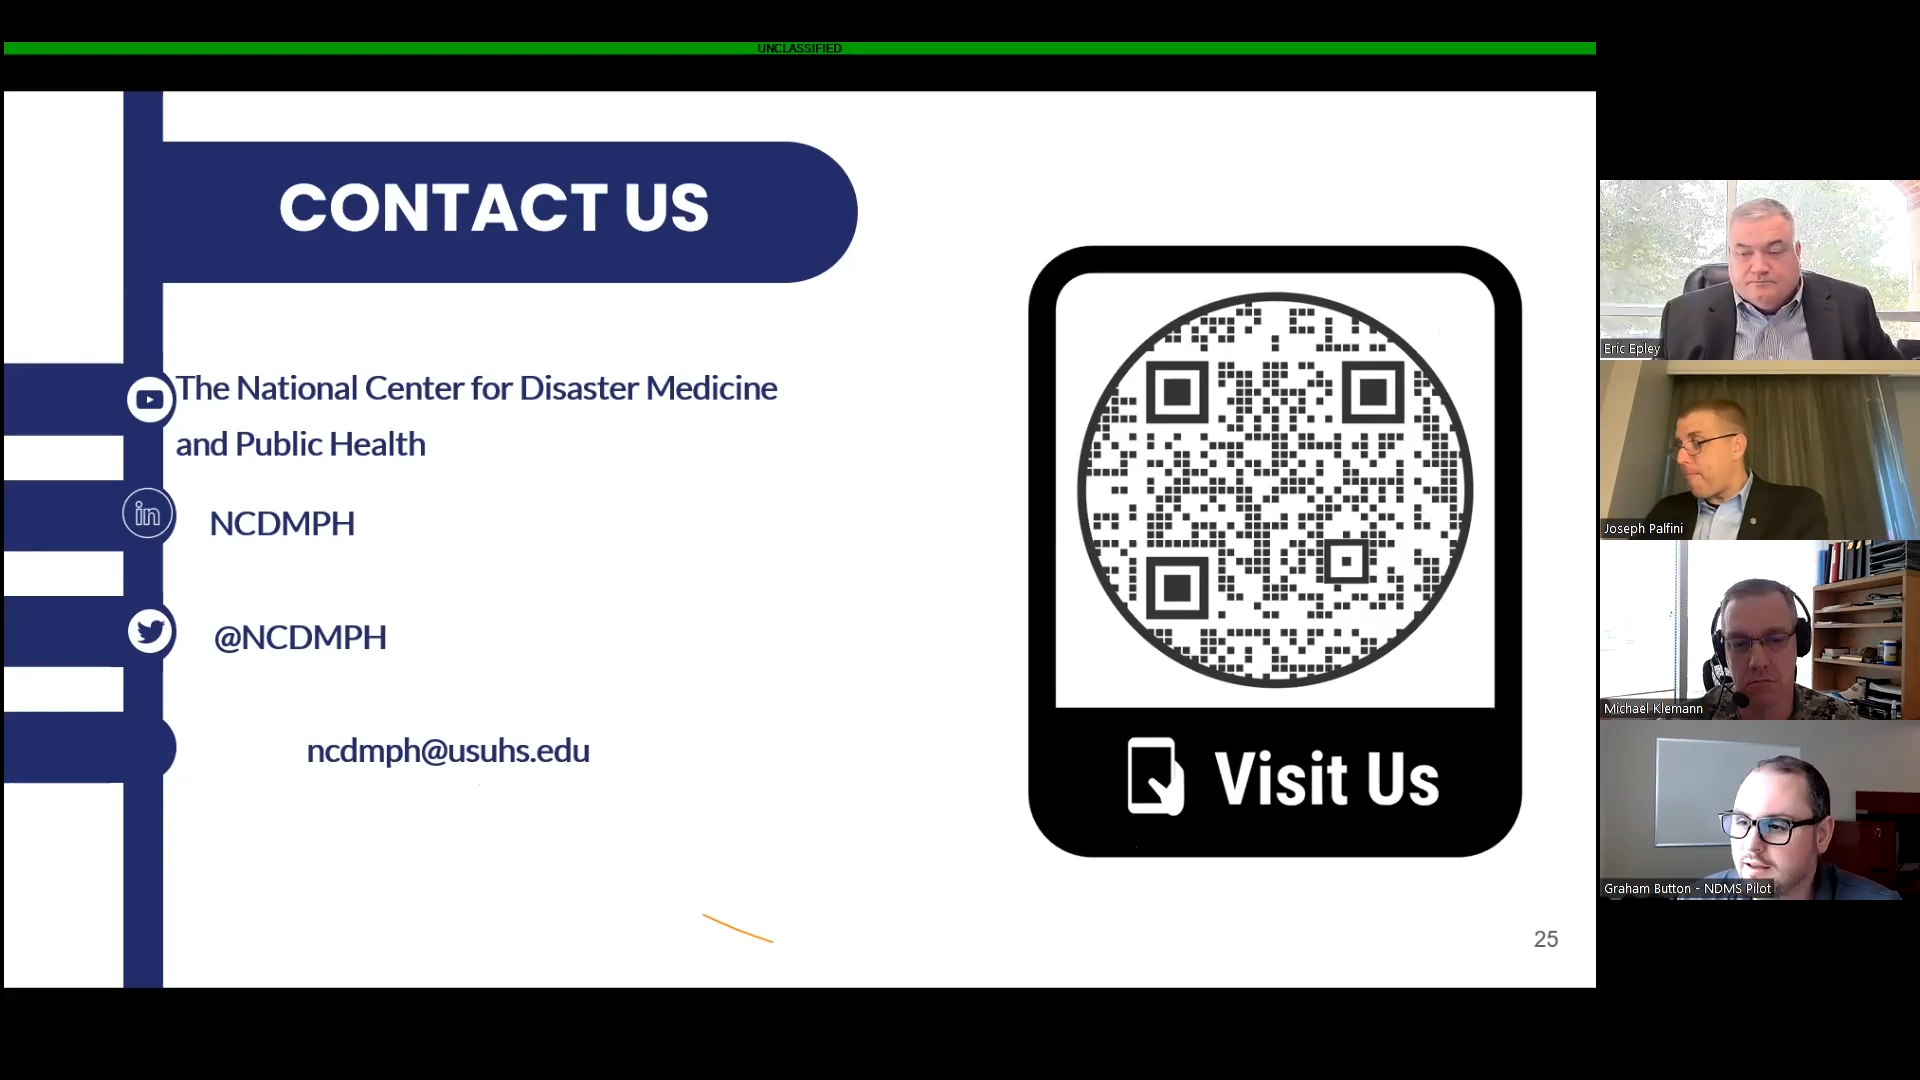 UNCLASSIFIED
CONTACT US
The National Center for Disaster Medicine
and Public Health
in
NCDMPH
@NCDMPH
ncdmph@usuhs.edu
Visit Us
25
Eric Epley
Joseph Palfini
Michael Klemann
Graham Button - NDMS Pilot